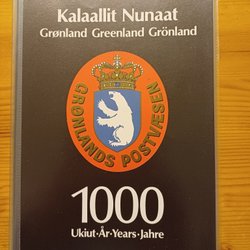 Kalaallit Nunaat
Grønland Greenland Grönland
GRØNLANDS POSTVÆSEN
1000
Ukiut·År·Years·Jahre